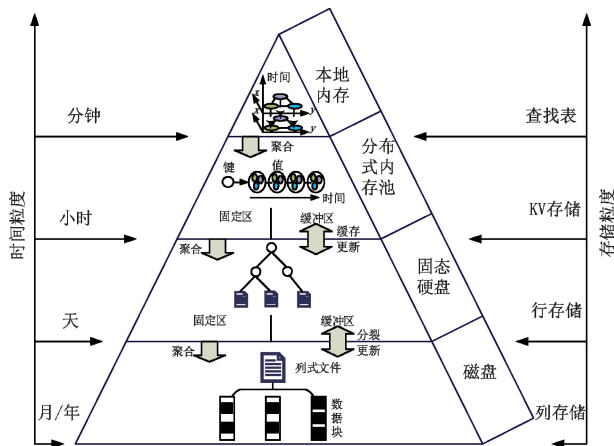 时间粒度
分钟
小时
天
月/年
时间
x
x
y
y
聚合
键
值
时间
固定区
缓冲区
缓存
更新
聚合
固定区
缓冲区
分裂
更新
聚合
列式文件
数据块
本地
内存
分布
式内
存池
固态
硬盘
磁盘
查找表
KV存储
行存储
列存储
存储粒度